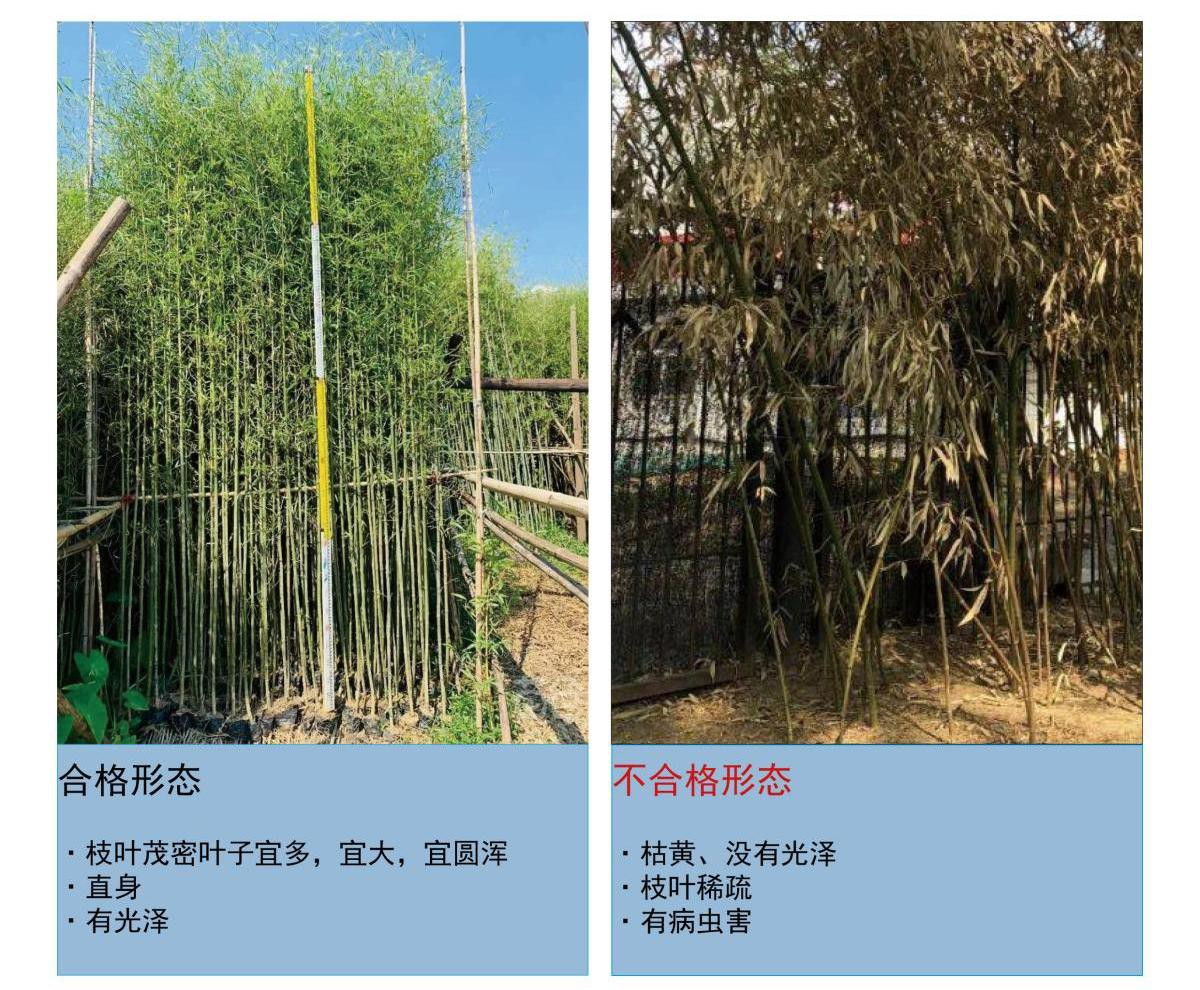 合格形态
· 枝叶茂密叶子宜多，宜大，宜圆浑
· 直身
· 有光泽
不合格形态
· 枯黄、没有光泽
· 枝叶稀疏
· 有病虫害